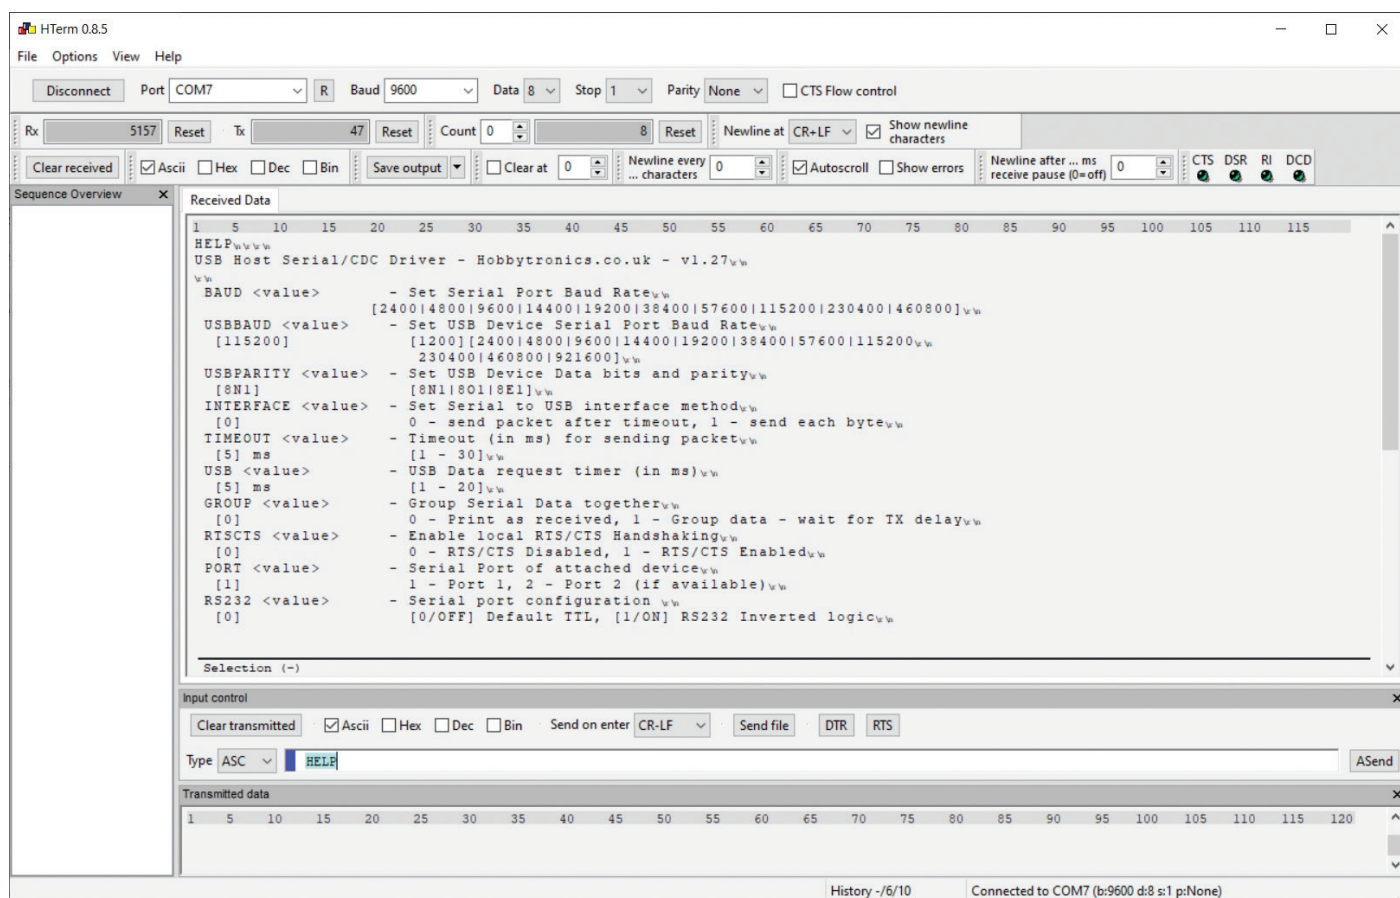 HTerm 0.8.5
File Options View Help
Disconnect Port COM7 R Baud 9600 Data 8 Stop 1 Parity None CTS Flow control
Rx 5157 Reset Tx 47 Reset Count 0 8 Reset Newline at CR+LF Show newline characters
Clear received Ascii Hex Dec Bin Save output Clear at 0 Newline every ... characters 0 Autoscroll Show errors Newline after ... ms receive pause (0=off) 0 CTS DSR RI DCD
Sequence Overview
Received Data
1 5 10 15 20 25 30 35 40 45 50 55 60 65 70 75 80 85 90 95 100 105 110 115
HELP\n\r\r\n
USB Host Serial/CDC Driver - Hobbytronics.co.uk - v1.27\r\n
\r\n
BAUD <value> - Set Serial Port Baud Rate\r\n
[2400|4800|9600|14400|19200|38400|57600|115200|230400|460800]\r\n
USBBAUD <value> - Set USB Device Serial Port Baud Rate\r\n
[115200] [1200][2400|4800|9600|14400|19200|38400|57600|115200\r\n
230400|460800|921600]\r\n
USBPARITY <value> - Set USB Device Data bits and parity\r\n
[8N1] [8N1|8O1|8E1]\r\n
INTERFACE <value> - Set Serial to USB interface method\r\n
[0] 0 - send packet after timeout, 1 - send each byte\r\n
TIMEOUT <value> - Timeout (in ms) for sending packet\r\n
[5] ms [1 - 30]\r\n
USB <value> - USB Data request timer (in ms)\r\n
[5] ms [1 - 20]\r\n
GROUP <value> - Group Serial Data together\r\n
[0] 0 - Print as received, 1 - Group data - wait for TX delay\r\n
RTSCTS <value> - Enable local RTS/CTS Handshaking\r\n
[0] 0 - RTS/CTS Disabled, 1 - RTS/CTS Enabled\r\n
PORT <value> - Serial Port of attached device\r\n
[1] 1 - Port 1, 2 - Port 2 (if available)\r\n
RS232 <value> - Serial port configuration \r\n
[0] [0/OFF] Default TTL, [1/ON] RS232 Inverted logic\r\n
Selection (-)
Input control
Clear transmitted Ascii Hex Dec Bin Send on enter CR-LF Send file DTR RTS
Type ASC HELP ASend
Transmitted data
1 5 10 15 20 25 30 35 40 45 50 55 60 65 70 75 80 85 90 95 100 105 110 115 120
History -/6/10 Connected to COM7 (b:9600 d:8 s:1 p:None)